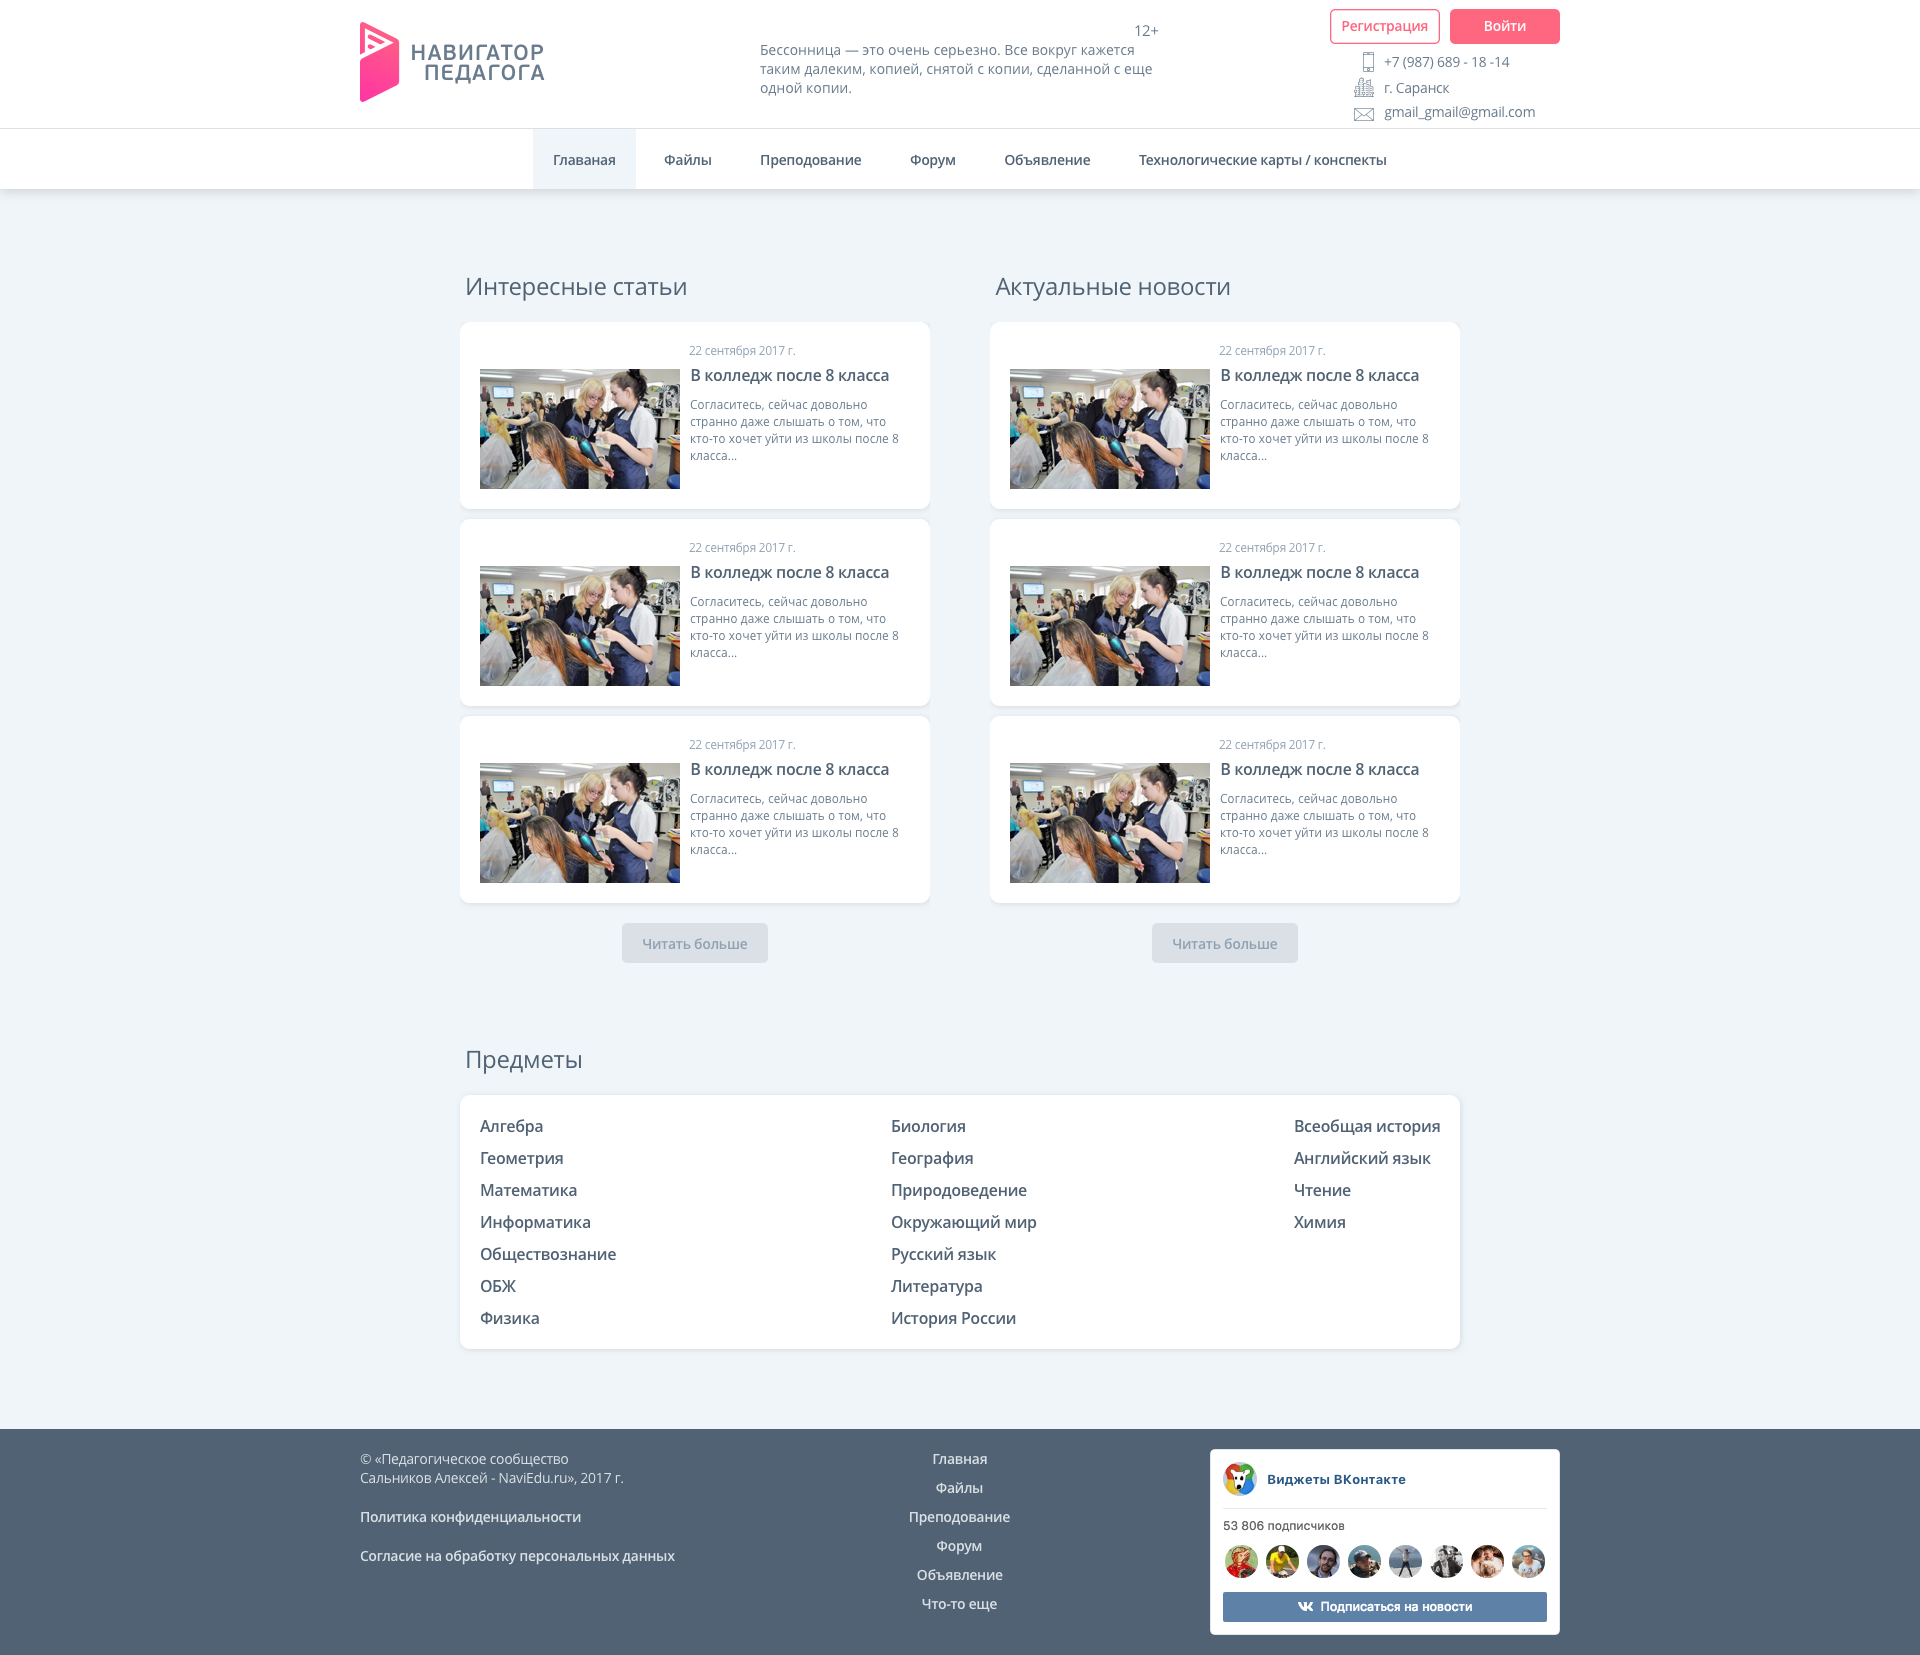 НАВИГАТОР
ПЕДАГОГА
12+
Бессонница — это очень серьезно. Все вокруг кажется
таким далеким, копией, снятой с копии, сделанной с еще
одной копии.
Регистрация
Войти
+7 (987) 689 - 18 -14
г. Саранск
gmail_gmail@gmail.com
Главаная
Файлы
Преподование
Форум
Объявление
Технологические карты / конспекты
Интересные статьи
22 сентября 2017 г.
В колледж после 8 класса
Согласитесь, сейчас довольно
странно даже слышать о том, что
кто-то хочет уйти из школы после 8
класса...
22 сентября 2017 г.
В колледж после 8 класса
Согласитесь, сейчас довольно
странно даже слышать о том, что
кто-то хочет уйти из школы после 8
класса...
22 сентября 2017 г.
В колледж после 8 класса
Согласитесь, сейчас довольно
странно даже слышать о том, что
кто-то хочет уйти из школы после 8
класса...
Читать больше
Актуальные новости
22 сентября 2017 г.
В колледж после 8 класса
Согласитесь, сейчас довольно
странно даже слышать о том, что
кто-то хочет уйти из школы после 8
класса...
22 сентября 2017 г.
В колледж после 8 класса
Согласитесь, сейчас довольно
странно даже слышать о том, что
кто-то хочет уйти из школы после 8
класса...
22 сентября 2017 г.
В колледж после 8 класса
Согласитесь, сейчас довольно
странно даже слышать о том, что
кто-то хочет уйти из школы после 8
класса...
Читать больше
Предметы
Алгебра
Геометрия
Математика
Информатика
Обществознание
ОБЖ
Физика
Биология
География
Природоведение
Окружающий мир
Русский язык
Литература
История России
Всеобщая история
Английский язык
Чтение
Химия
© «Педагогическое сообщество
Сальников Алексей - NaviEdu.ru», 2017 г.
Политика конфиденциальности
Согласие на обработку персональных данных
Главная
Файлы
Преподование
Форум
Объявление
Что-то еще
Виджеты ВКонтакте
53 806 подписчиков
Подписаться на новости